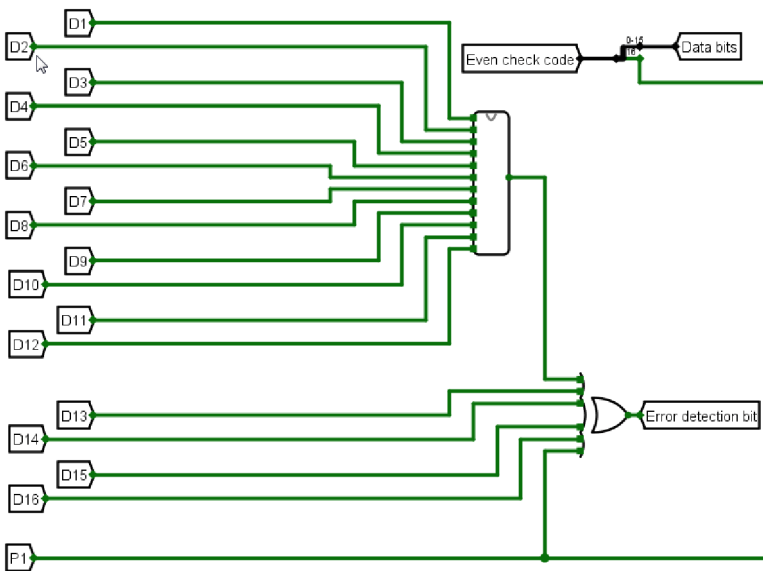 D1
D2
D3
D4
D5
D6
D7
D8
D9
D10
D11
D12
Even check code
0-15
16
Data bits
D13
D14
D15
D16
Error detection bit
P1